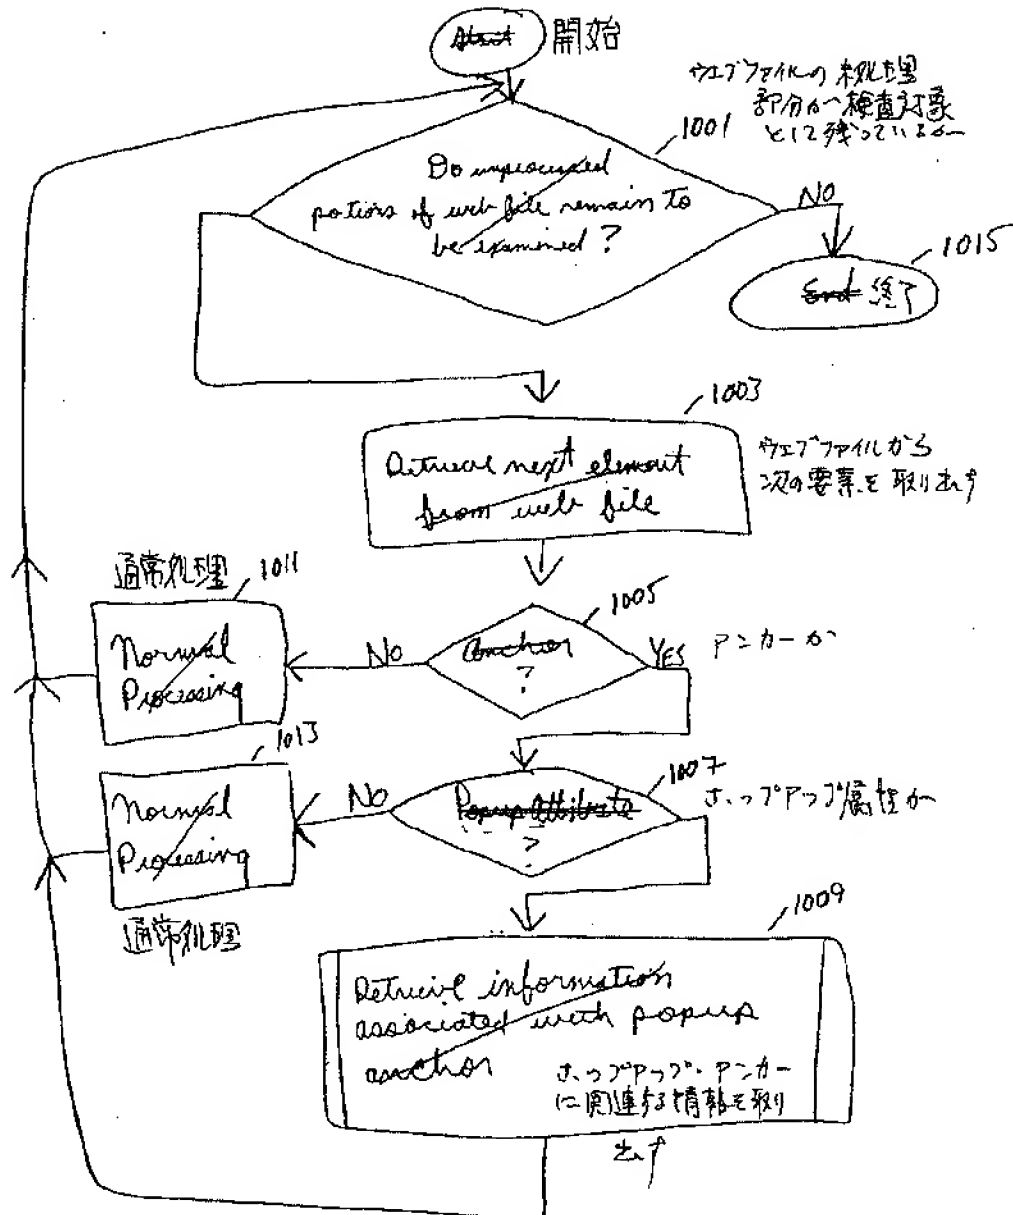 Start 開始
ウェブファイルの未処理
部分が検査対象
として残っているか
1001
Do unprocessed
potions of web file remain to
be examined ?
NO
1015
End 終了
1003
Retrieve next element
from web file
ウェブファイルから
次の要素を取り出す
通常処理
1011
Normal
Processing
No
1005
Anchor
?
YES
アンカーか
1013
Normal
Processing
通常処理
No
1007
Popup Attribute
?
ポップアップ属性か
1009
Retrieve information
associated with popup
anchor
ポップアップ・アンカー
に関連する情報を取り
出す